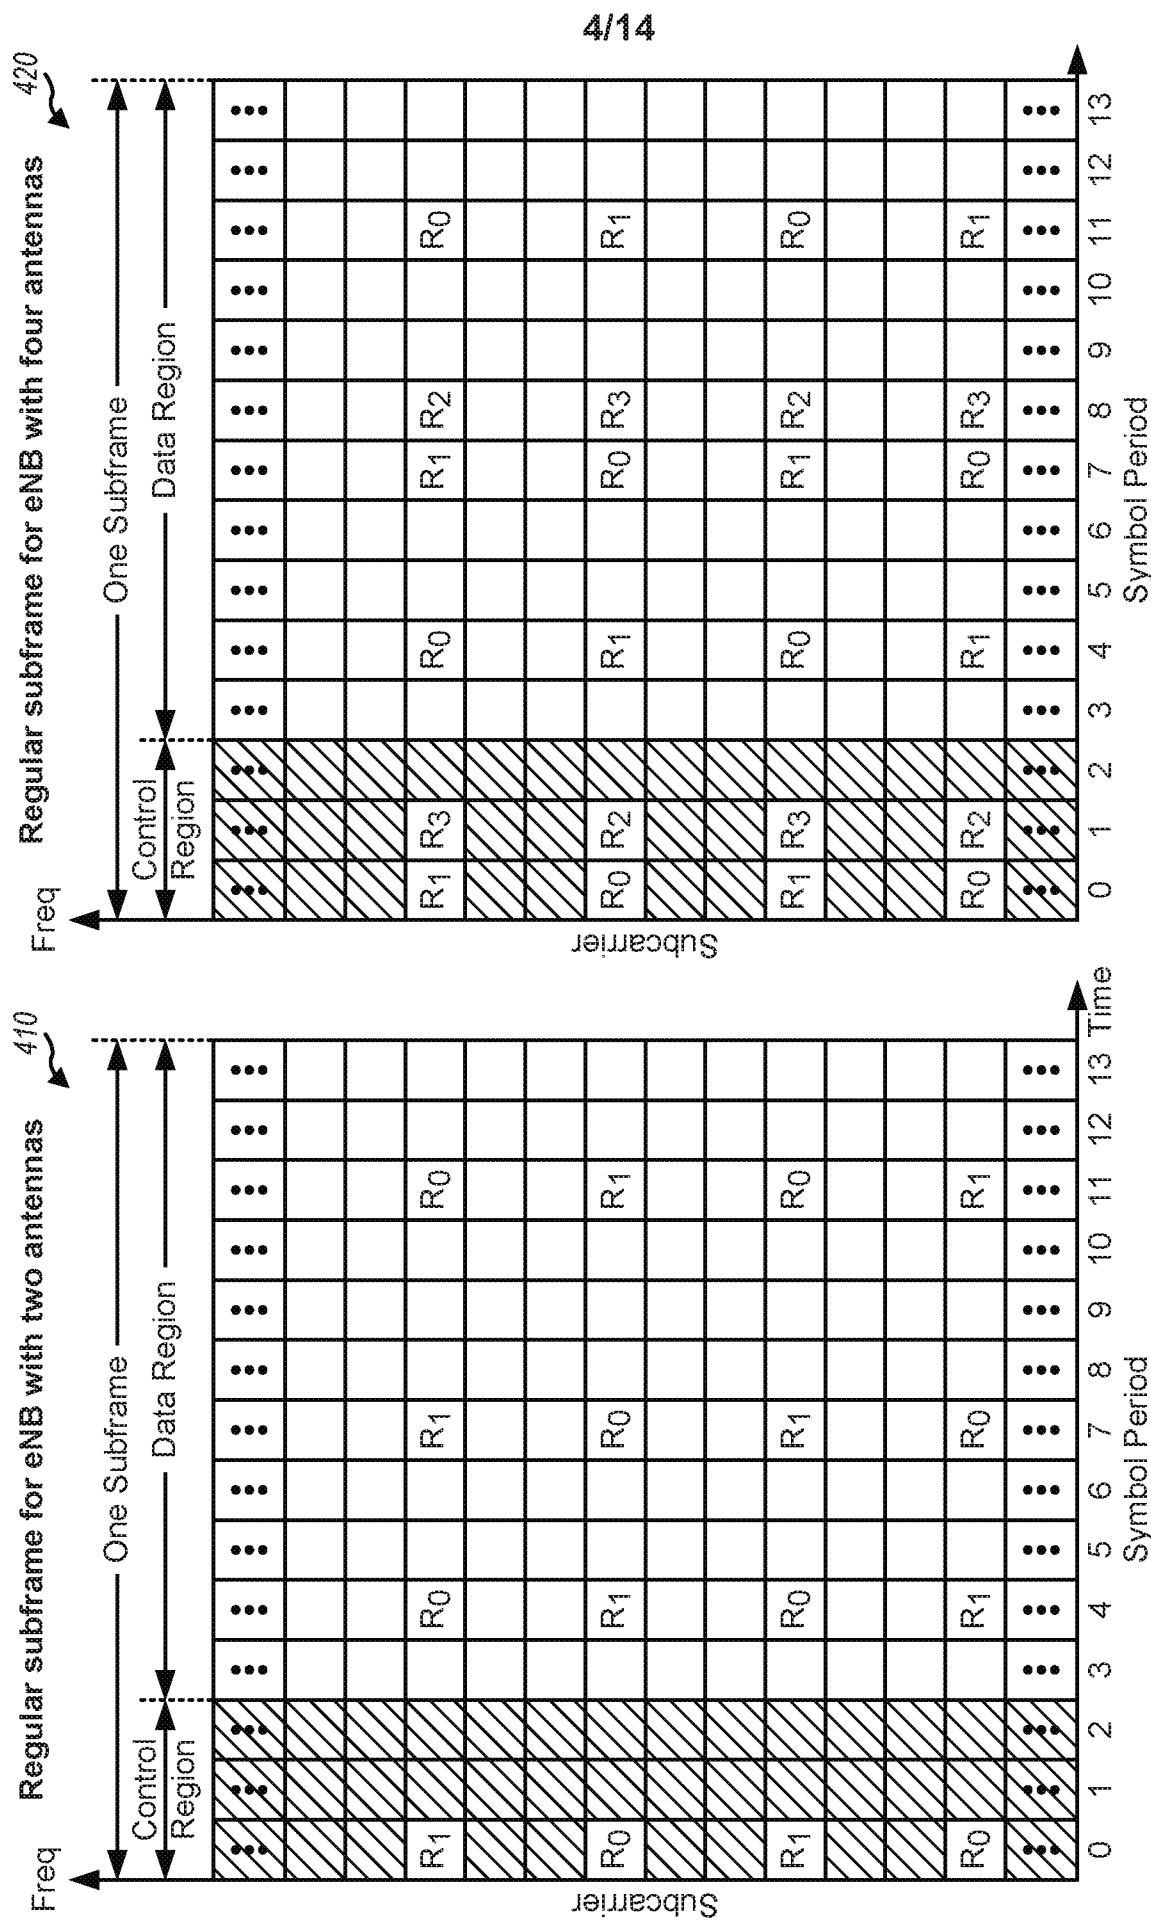 4/14
Regular subframe for eNB with two antennas
410
One Subframe
Control
Region
Data Region
Freq
Subcarrier
••• ••• ••• ••• ••• ••• ••• ••• ••• ••• ••• ••• ••• •••
R1 R0 R1 R0
R0 R1 R0 R1
R1 R0 R1 R0
R0 R1 R0 R1
••• ••• ••• ••• ••• ••• ••• ••• ••• ••• ••• ••• ••• •••
0 1 2 3 4 5 6 7 8 9 10 11 12 13 Time
Symbol Period
Regular subframe for eNB with four antennas
420
One Subframe
Control
Region
Data Region
Freq
Subcarrier
••• ••• ••• ••• ••• ••• ••• ••• ••• ••• ••• ••• ••• •••
R1 R3 R0 R1 R2 R0
R0 R2 R1 R0 R3 R1
R1 R3 R0 R1 R2 R0
R0 R2 R1 R0 R3 R1
••• ••• ••• ••• ••• ••• ••• ••• ••• ••• ••• ••• ••• •••
0 1 2 3 4 5 6 7 8 9 10 11 12 13
Symbol Period